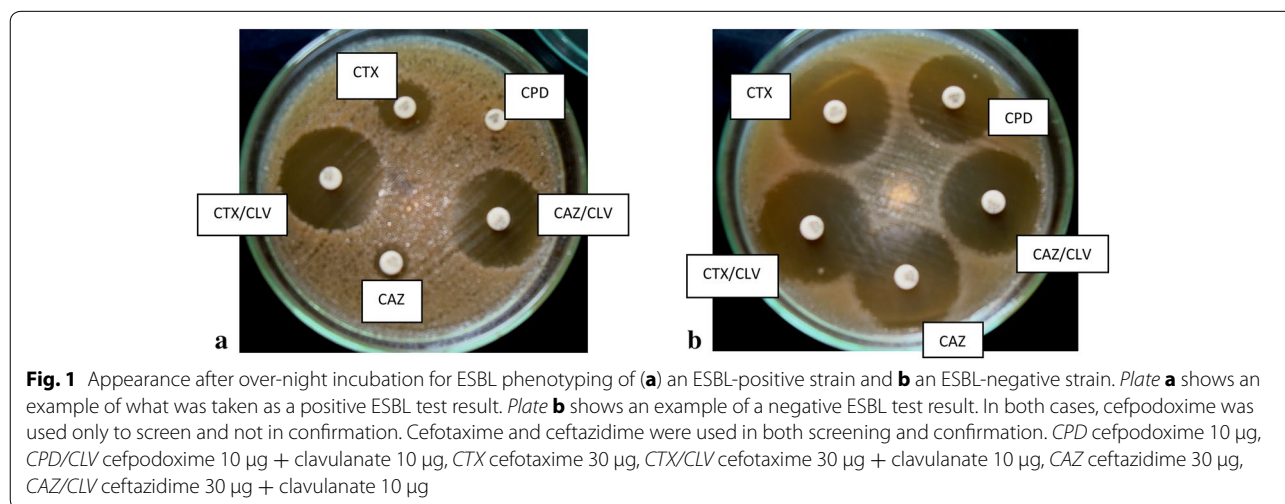 CTX
CPD
CTX/CLV
CAZ/CLV
CAZ
a
CTX
CPD
CTX/CLV
CAZ/CLV
CAZ
b
Fig. 1 Appearance after over-night incubation for ESBL phenotyping of (a) an ESBL-positive strain and b an ESBL-negative strain. Plate a shows an
example of what was taken as a positive ESBL test result. Plate b shows an example of a negative ESBL test result. In both cases, cefpodoxime was
used only to screen and not in confirmation. Cefotaxime and ceftazidime were used in both screening and confirmation. CPD cefpodoxime 10 μg,
CPD/CLV cefpodoxime 10 μg + clavulanate 10 μg, CTX cefotaxime 30 μg, CTX/CLV cefotaxime 30 μg + clavulanate 10 μg, CAZ ceftazidime 30 μg,
CAZ/CLV ceftazidime 30 μg + clavulanate 10 μg